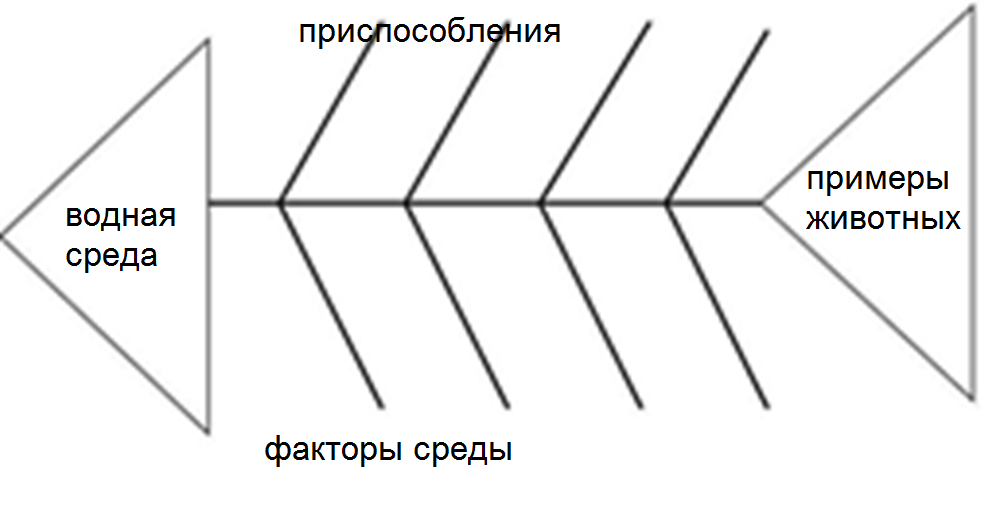 приспособления
водная
среда
примеры
животных
факторы среды